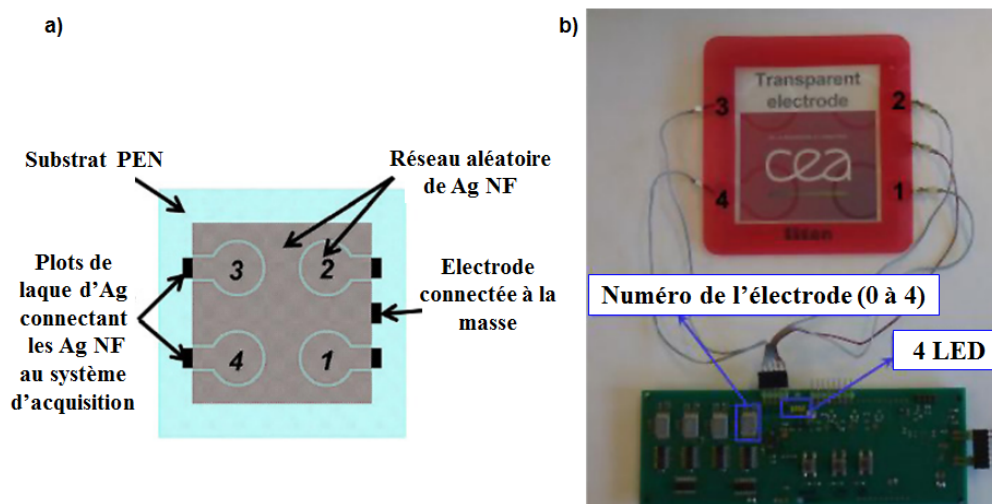 a)
Substrat PEN
Réseau aléatoire
de Ag NF
Plots de
laque d'Ag
connectant
les Ag NF
au système
d'acquisition
Electrode
connectée à la
masse
3
2
4
1
b)
Transparent
electrode
3
2
cea
4
1
Numéro de l'électrode (0 à 4)
4 LED